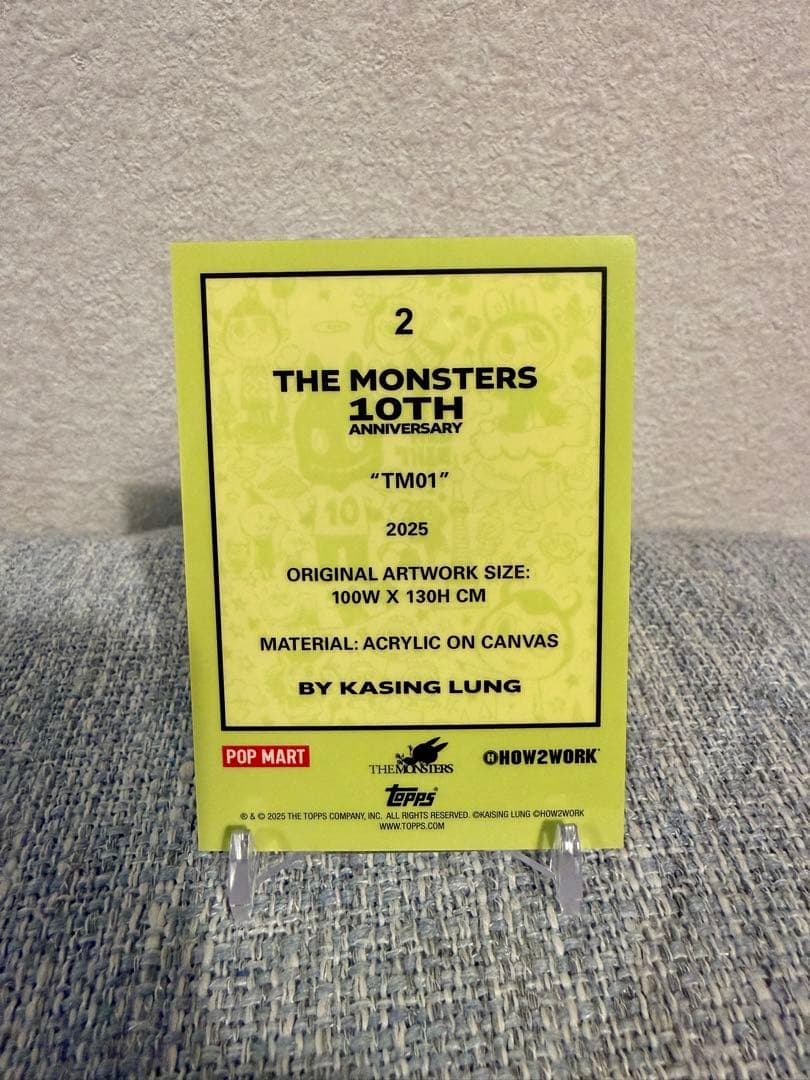 2
THE MONSTERS
10TH
ANNIVERSARY
“TM01”
2025
ORIGINAL ARTWORK SIZE:
100W X 130H CM
MATERIAL: ACRYLIC ON CANVAS
BY KASING LUNG
10
POP MART
THE MONSTERS
HOW2WORK
topps
® & © 2025 THE TOPPS COMPANY, INC. ALL RIGHTS RESERVED. ©KASING LUNG ©HOW2WORK
WWW.TOPPS.COM